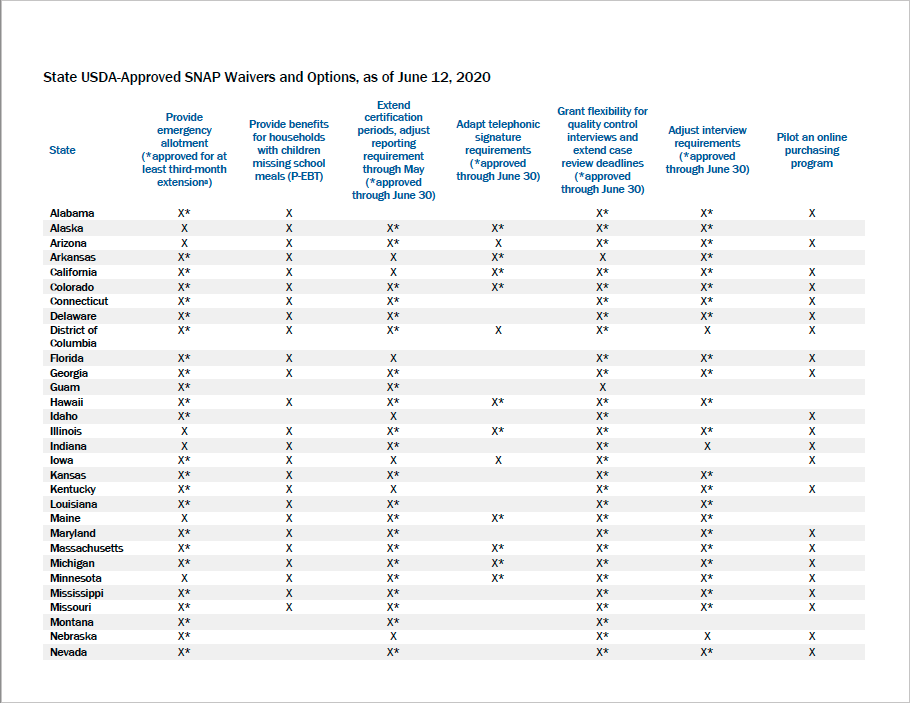 State USDA-Approved SNAP Waivers and Options, as of June 12, 2020
State
Provide
emergency
allotment
(*approved for at
least third-month
extensionª)
Provide benefits
for households
with children
missing school
meals (P-EBT)
Extend
certification
periods, adjust
reporting
requirement
through May
(*approved
through June 30)
Adapt telephonic
signature
requirements
(*approved
through June 30)
Grant flexibility for
quality control
interviews and
extend case
review deadlines
(*approved
through June 30)
Adjust interview
requirements
(*approved
through June 30)
Pilot an online
purchasing
program
Alabama X* X X* X* X
Alaska X X X* X* X* X*
Arizona X X X* X X* X* X
Arkansas X* X X X* X X*
California X* X X X* X* X* X
Colorado X* X X* X* X* X* X
Connecticut X* X X* X* X* X
Delaware X* X X* X* X* X
District of X* X X* X X* X X
Columbia
Florida X* X X X* X* X
Georgia X* X X* X* X* X
Guam X* X* X
Hawaii X* X X* X* X* X*
Idaho X* X X* X
Illinois X X X* X* X* X* X
Indiana X X X* X* X X
Iowa X* X X X X* X
Kansas X* X X* X* X*
Kentucky X* X X X* X* X
Louisiana X* X X* X* X*
Maine X X X* X* X* X*
Maryland X* X X* X* X* X
Massachusetts X* X X* X* X* X* X
Michigan X* X X* X* X* X* X
Minnesota X X X* X* X* X* X
Mississippi X* X X* X* X* X
Missouri X* X X* X* X* X
Montana X* X* X*
Nebraska X* X X* X X
Nevada X* X* X* X* X